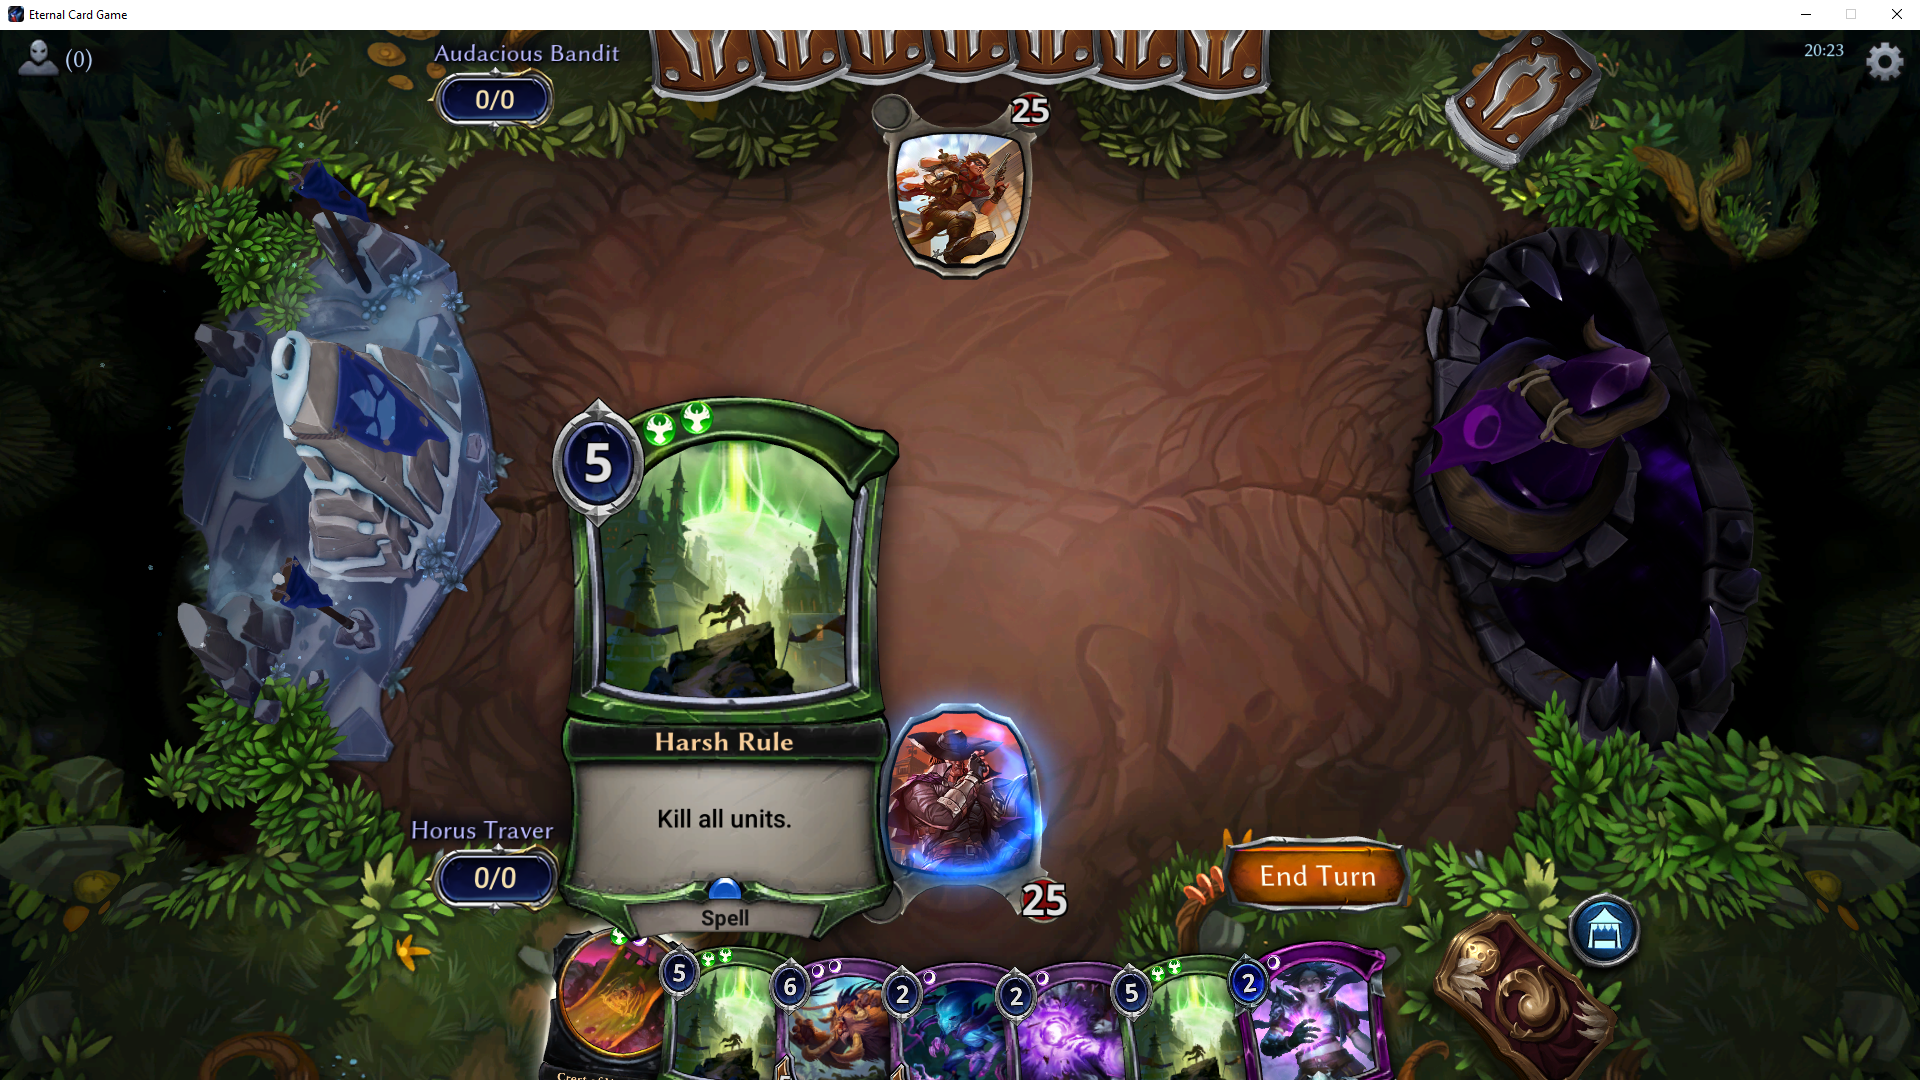 Eternal Card Game
(0)
Audacious Bandit
0/0
25
20:23
5
Harsh Rule
Kill all units.
Spell
Horus Traver
0/0
25
End Turn
5
6
2
2
5
2